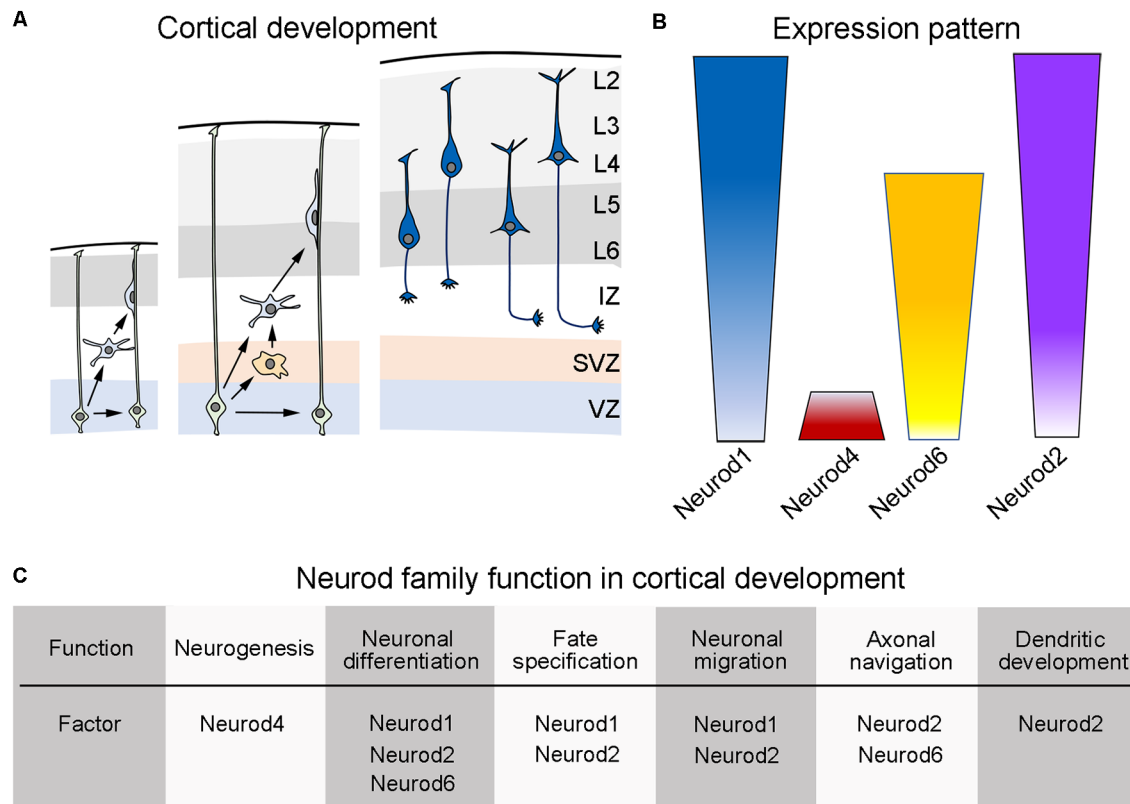 A
Cortical development
L2
L3
L4
L5
L6
IZ
SVZ
VZ
B
Expression pattern
Neurod1
Neurod4
Neurod6
Neurod2
C
Neurod family function in cortical development
Function
Neurogenesis
Neuronal
differentiation
Fate
specification
Neuronal
migration
Axonal
navigation
Dendritic
development
Factor
Neurod4
Neurod1
Neurod2
Neurod6
Neurod1
Neurod2
Neurod1
Neurod2
Neurod2
Neurod6
Neurod2